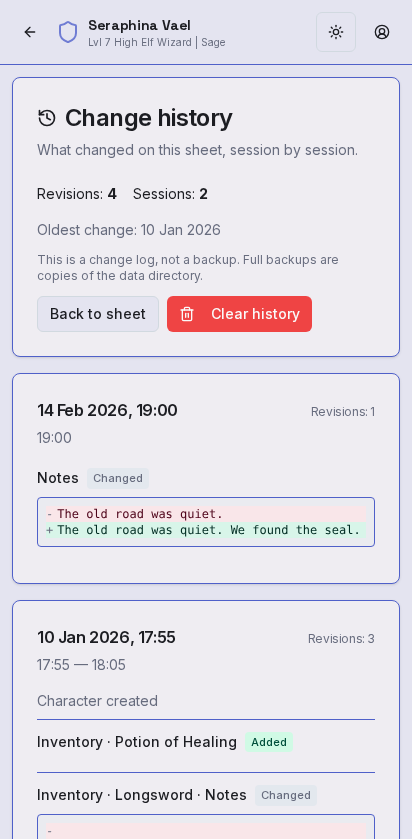 Seraphina Vael
Lvl 7 High Elf Wizard | Sage
Change history
What changed on this sheet, session by session.
Revisions: 4 Sessions: 2
Oldest change: 10 Jan 2026
This is a change log, not a backup. Full backups are
copies of the data directory.
Back to sheet
Clear history
14 Feb 2026, 19:00
Revisions: 1
19:00
Notes Changed
- The old road was quiet.
+ The old road was quiet. We found the seal.
10 Jan 2026, 17:55
Revisions: 3
17:55 — 18:05
Character created
Inventory · Potion of Healing Added
Inventory · Longsword · Notes Changed
-